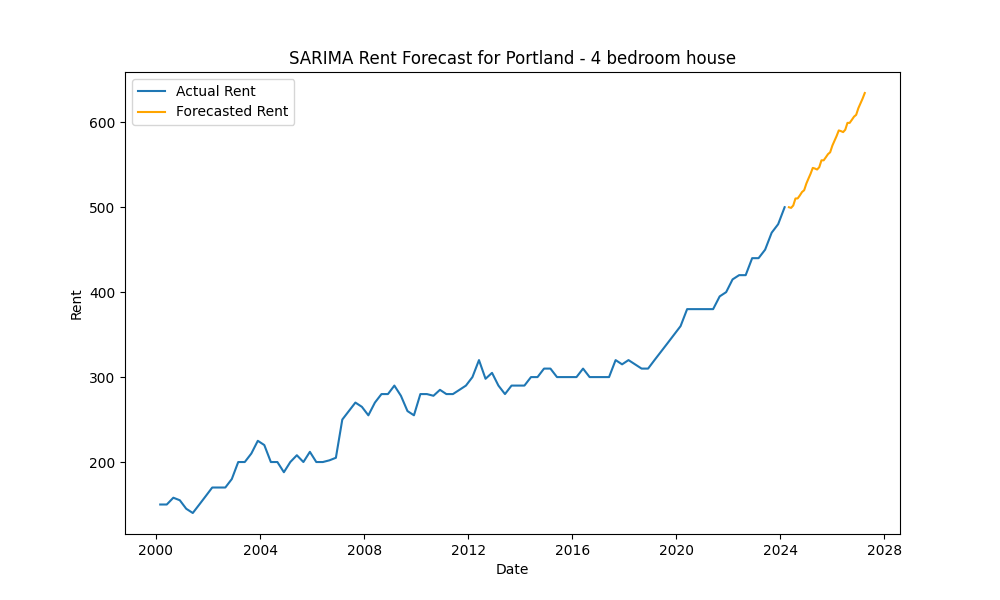 SARIMA Rent Forecast for Portland - 4 bedroom house
Actual Rent
Forecasted Rent
600
500
400
300
200
Rent
2000 2004 2008 2012 2016 2020 2024 2028
Date